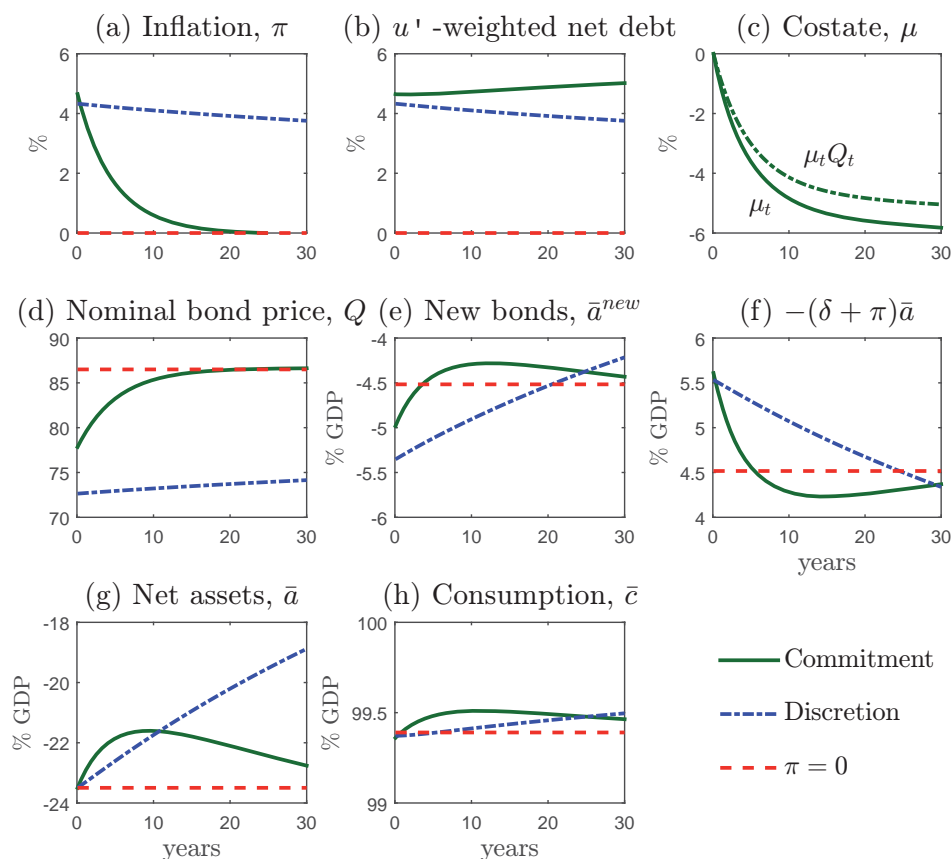 (a) Inflation, π
(b) u' -weighted net debt
(c) Costate, μ
6
4
2
0
%
0 10 20 30
6
4
2
0
%
0 10 20 30
0
-2
-4
-6
%
μ_tQ_t
μ_t
0 10 20 30
(d) Nominal bond price, Q
(e) New bonds, ā^{new}
(f) −(δ + π)ā
90
85
80
75
70
0 10 20 30
-4
-4.5
-5
-5.5
-6
% GDP
0 10 20 30
6
5.5
5
4.5
4
% GDP
0 10 20 30
years
(g) Net assets, ā
(h) Consumption, c̄
-18
-20
-22
-24
% GDP
0 10 20 30
years
100
99.5
99
% GDP
0 10 20 30
years
Commitment
Discretion
π = 0